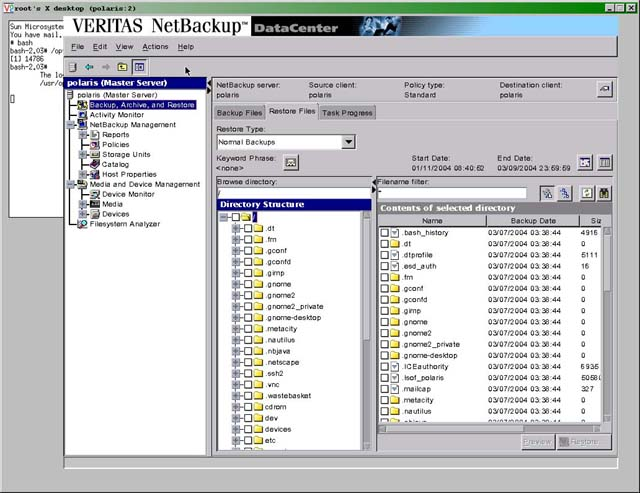 root's X desktop (polaris:2)
Sun Microsystem
You have mail.
# bash
bash-2.03# /op
[1] 14786
The lo
/usr/o
bash-2.03#
VERITAS NetBackup™ DataCenter
File Edit View Actions Help
polaris (Master Server)
polaris (Master Server)
Backup, Archive, and Restore
Activity Monitor
NetBackup Management
Reports
Policies
Storage Units
Catalog
Host Properties
Media and Device Management
Device Monitor
Media
Devices
Filesystem Analyzer
NetBackup server: Source client: Policy type: Destination client:
polaris polaris Standard polaris
Backup Files Restore Files Task Progress
Restore Type:
Normal Backups
Keyword Phrase: Start Date: End Date:
<none> 01/11/2004 08:40:52 03/09/2004 23:59:59
Browse directory: Filename filter:
/ *
Directory Structure
/
.dt
.fm
.gconf
.gconfd
.gimp
.gnome
.gnome2
.gnome2_private
.gnome-desktop
.metacity
.nautilus
.nbjava
.netscape
.ssh2
.vnc
.wastebasket
cdrom
dev
devices
etc
Contents of selected directory
Name Backup Date Siz
.bash_history 03/07/2004 03:38:44 4916
.dt 03/07/2004 03:38:44 0
.dtprofile 03/07/2004 03:38:44 5111
.esd_auth 03/07/2004 03:38:44 16
.fm 03/07/2004 03:38:44 0
.gconf 03/07/2004 03:38:44 0
.gconfd 03/07/2004 03:38:44 0
.gimp 03/07/2004 03:38:44 0
.gnome 03/07/2004 03:38:44 0
.gnome2 03/07/2004 03:38:44 0
.gnome2_private 03/07/2004 03:38:44 0
.gnome-desktop 03/07/2004 03:38:44 0
.ICEauthority 03/07/2004 03:38:44 6935
.lsof_polaris 03/07/2004 03:38:44 50580
.mailcap 03/07/2004 03:38:44 327
.metacity 03/07/2004 03:38:44 0
.nautilus 03/07/2004 03:38:44 0
Preview Restore...